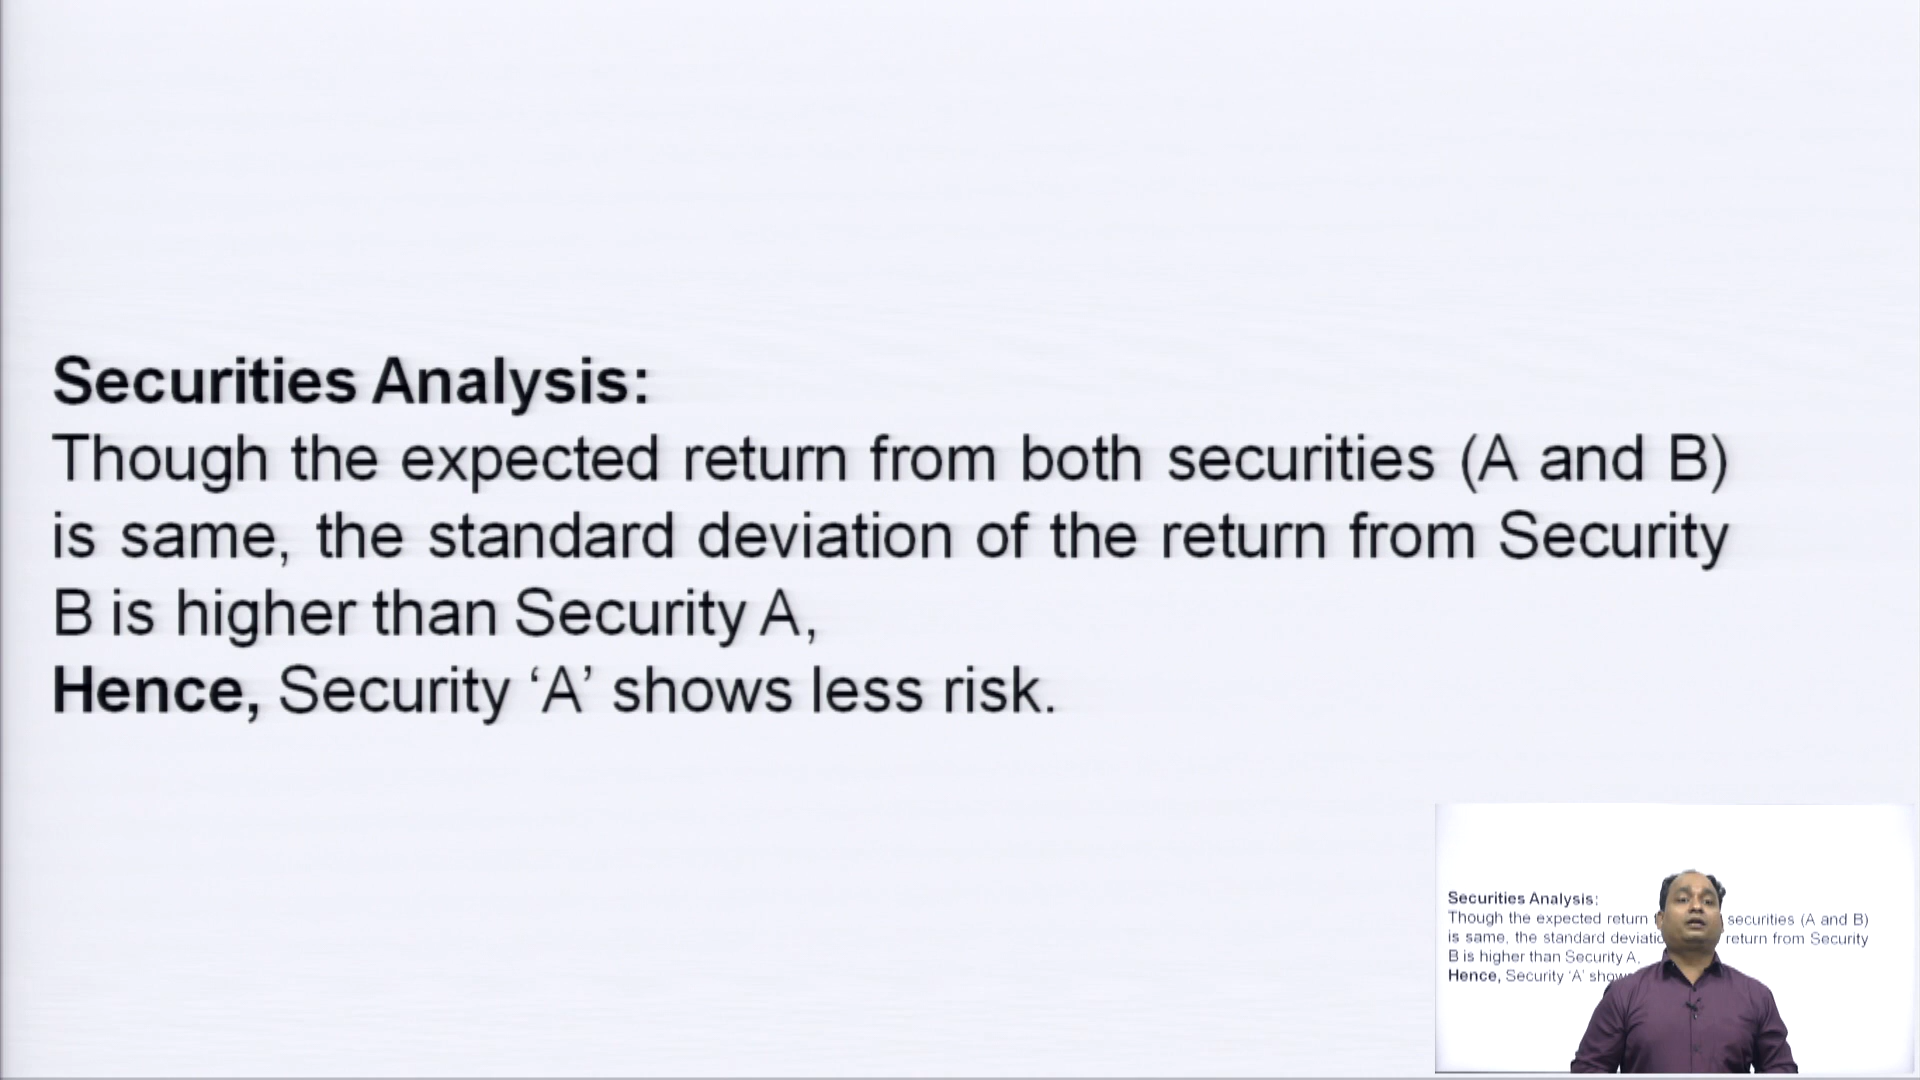 Securities Analysis:
Though the expected return from both securities (A and B)
is same, the standard deviation of the return from Security
B is higher than Security A,
Hence, Security ‘A’ shows less risk.
Securities Analysis:
Though the expected return securities (A and B)
is same, the standard return from Security
B is higher than Security A,
Hence, Security ‘A’